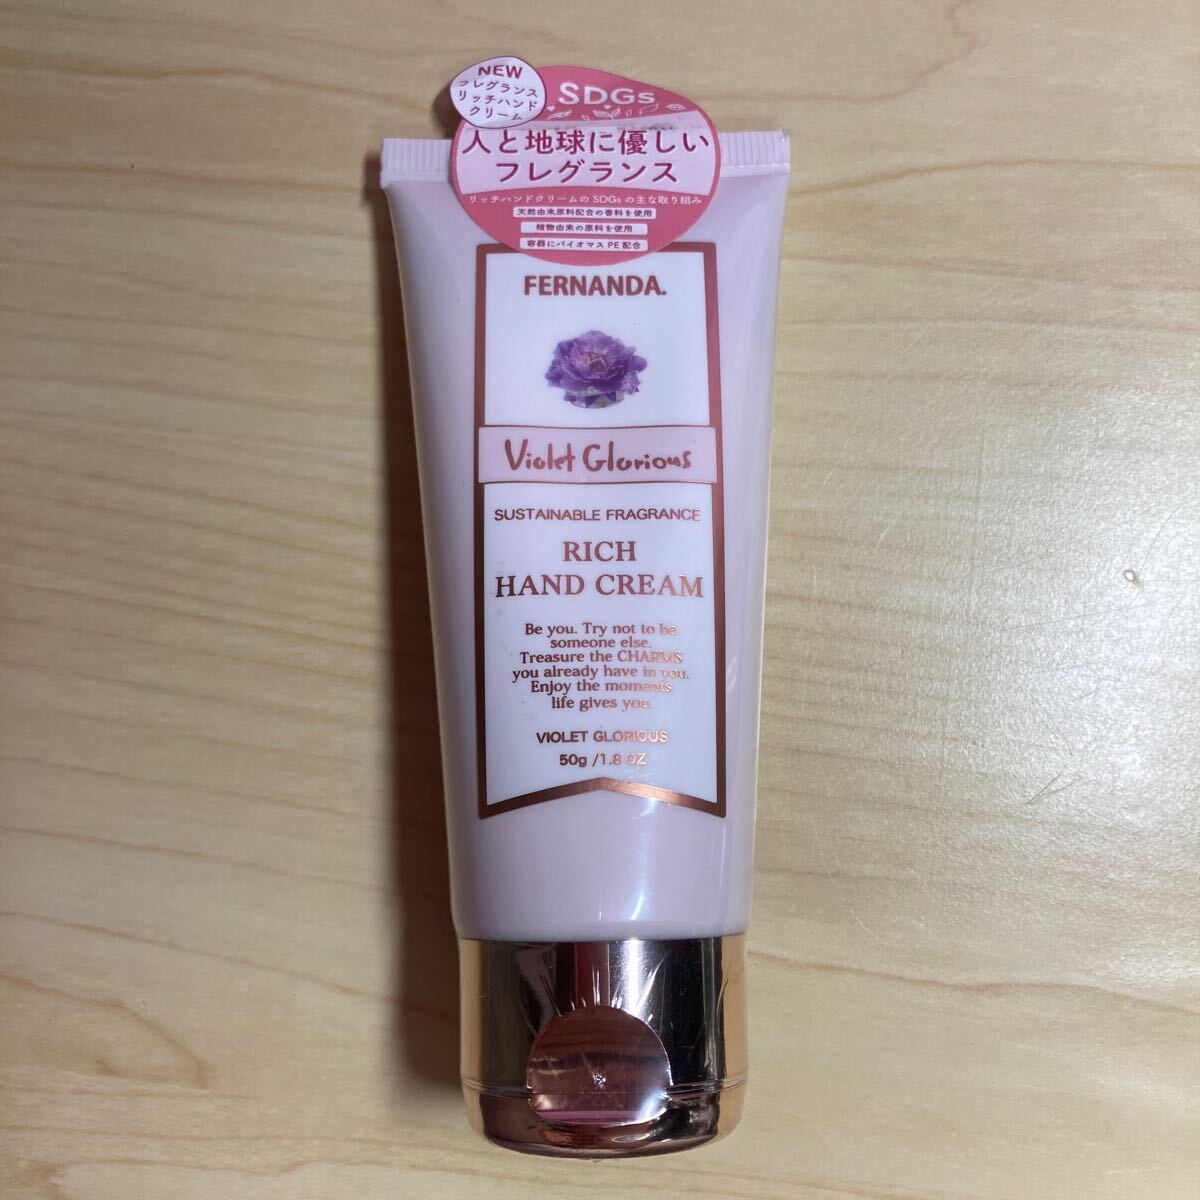 NEW
フレグランス
リッチハンド
クリーム
SDGs
人と地球に優しい
フレグランス
リッチハンドクリームのSDGsの主な取り組み
天然由来原料配合の香料を使用
植物由来の原料を使用
容器にバイオマスPE配合
FERNANDA.
Violet Glorious
SUSTAINABLE FRAGRANCE
RICH
HAND CREAM
Be you. Try not to be
someone else.
Treasure the CHARMS
you already have in you.
Enjoy the moments
life gives you.
VIOLET GLORIOUS
50g /1.8 OZ